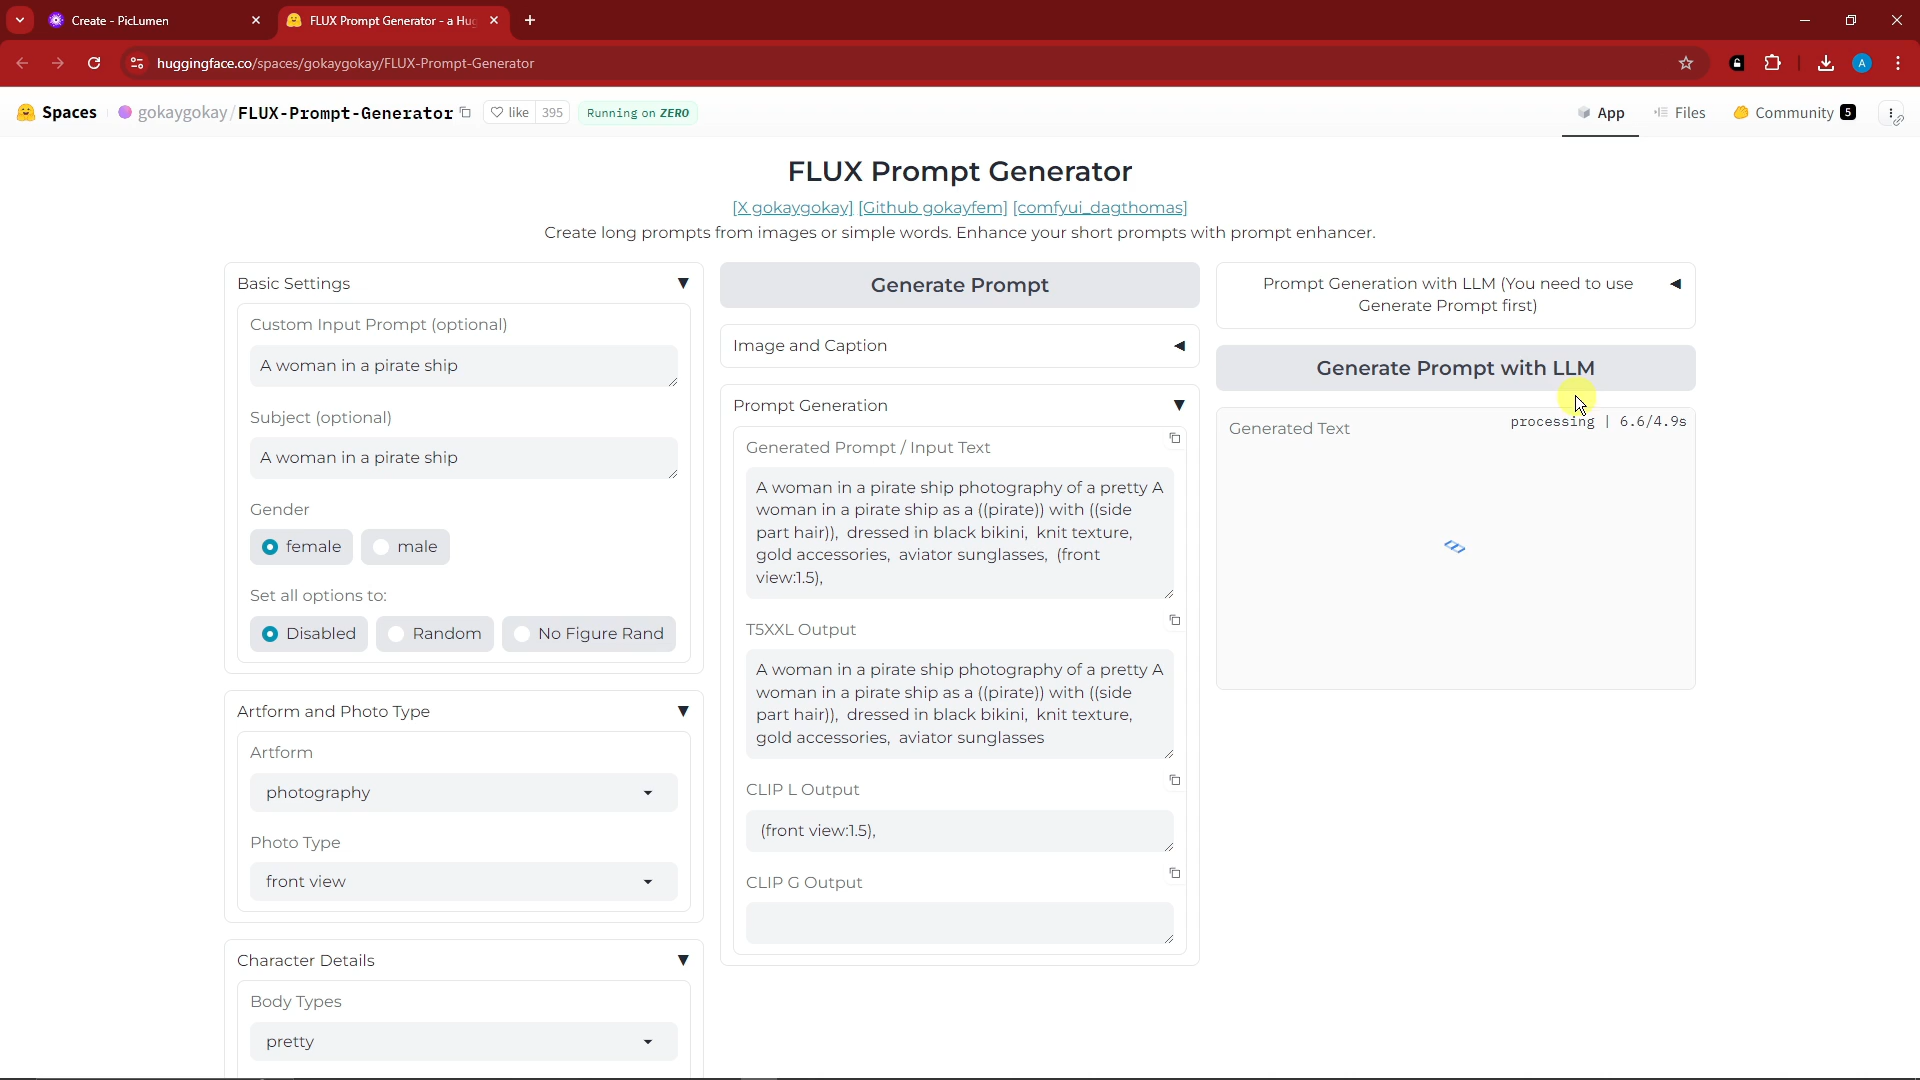 Create - PicLumen
FLUX Prompt Generator - a Hug
huggingface.co/spaces/gokaygokay/FLUX-Prompt-Generator
A
Spaces
gokaygokay/FLUX-Prompt-Generator
like 395
Running on ZERO
App
Files
Community 5
FLUX Prompt Generator
[X gokaygokay] [Github gokayfem] [comfyui_dagthomas]
Create long prompts from images or simple words. Enhance your short prompts with prompt enhancer.
Basic Settings
Custom Input Prompt (optional)
A woman in a pirate ship
Subject (optional)
A woman in a pirate ship
Gender
female
male
Set all options to:
Disabled
Random
No Figure Rand
Artform and Photo Type
Artform
photography
Photo Type
front view
Character Details
Body Types
pretty
Generate Prompt
Image and Caption
Prompt Generation
Generated Prompt / Input Text
A woman in a pirate ship photography of a pretty A
woman in a pirate ship as a ((pirate)) with ((side
part hair)), dressed in black bikini, knit texture,
gold accessories, aviator sunglasses, (front
view:1.5),
T5XXL Output
A woman in a pirate ship photography of a pretty A
woman in a pirate ship as a ((pirate)) with ((side
part hair)), dressed in black bikini, knit texture,
gold accessories, aviator sunglasses
CLIP L Output
(front view:1.5),
CLIP G Output
Prompt Generation with LLM (You need to use
Generate Prompt first)
Generate Prompt with LLM
Generated Text
processing | 6.6/4.9s